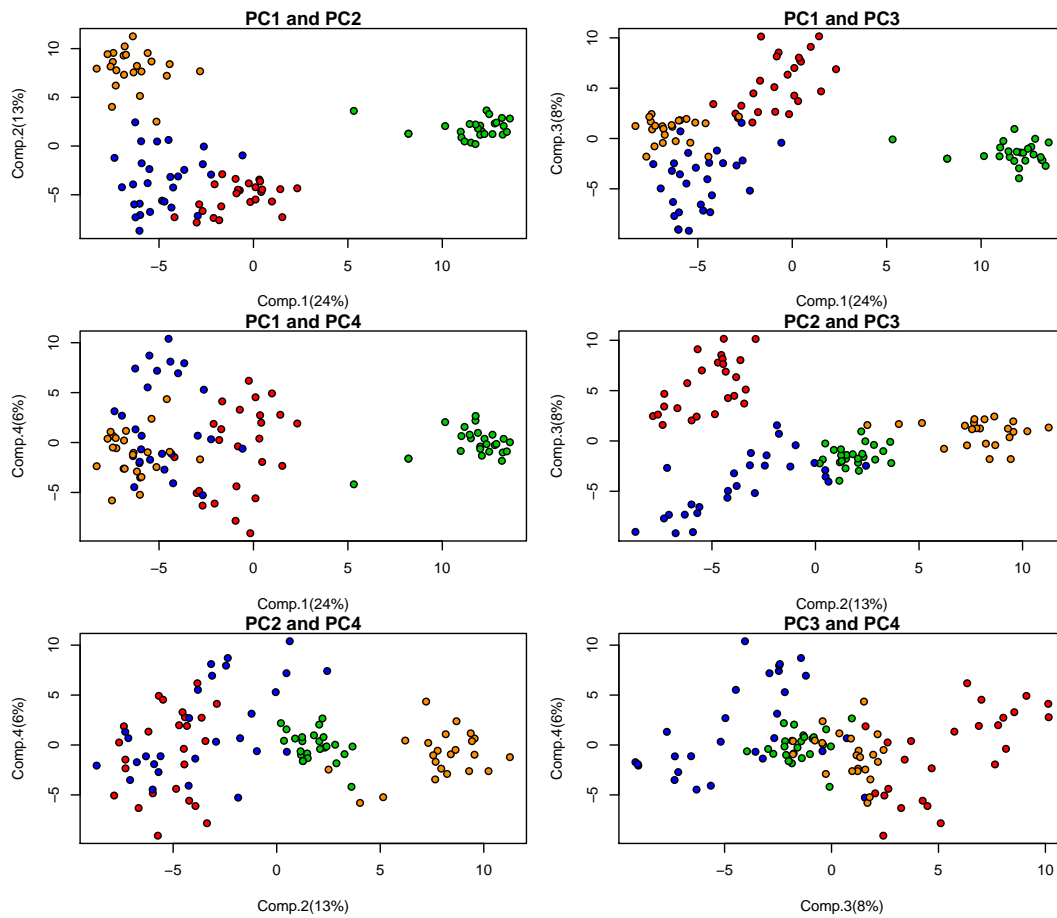 PC1 and PC2
Comp.2(13%)
10
5
0
−5
−5
0
5
10
Comp.1(24%)
PC1 and PC3
Comp.3(8%)
10
5
0
−5
−5
0
5
10
Comp.1(24%)
PC1 and PC4
Comp.4(6%)
10
5
0
−5
−5
0
5
10
Comp.1(24%)
PC2 and PC3
Comp.3(8%)
10
5
0
−5
−5
0
5
10
Comp.2(13%)
PC2 and PC4
Comp.4(6%)
10
5
0
−5
−5
0
5
10
Comp.2(13%)
PC3 and PC4
Comp.4(6%)
10
5
0
−5
−5
0
5
10
Comp.3(8%)